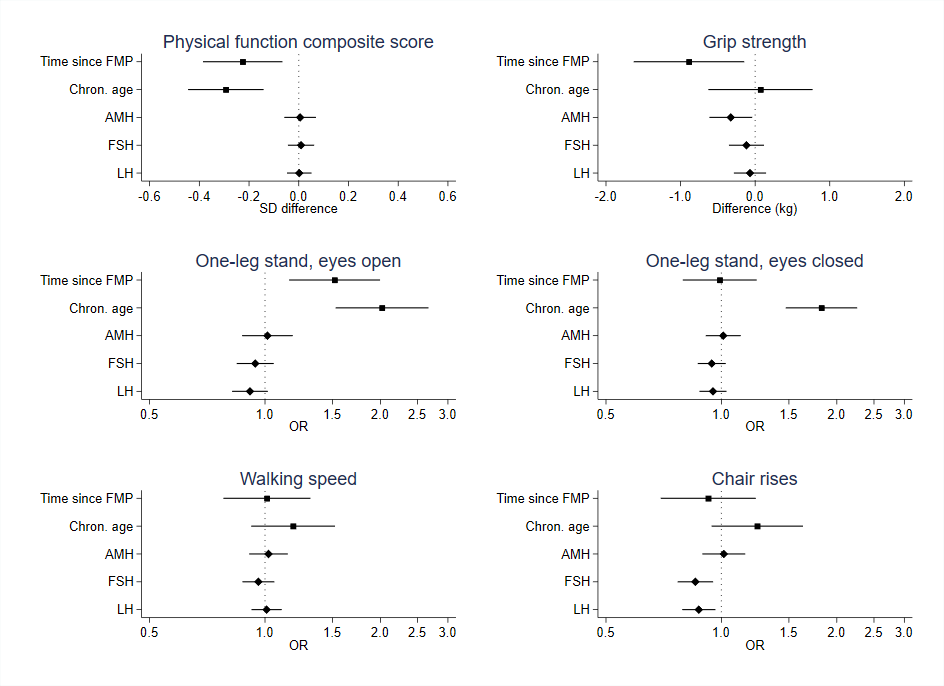 Physical function composite score
Time since FMP
Chron. age
AMH
FSH
LH
-0.6 -0.4 -0.2 0.0 0.2 0.4 0.6
SD difference
Grip strength
Time since FMP
Chron. age
AMH
FSH
LH
-2.0 -1.0 0.0 1.0 2.0
Difference (kg)
One-leg stand, eyes open
Time since FMP
Chron. age
AMH
FSH
LH
0.5 1.0 1.5 2.0 2.5 3.0
OR
One-leg stand, eyes closed
Time since FMP
Chron. age
AMH
FSH
LH
0.5 1.0 1.5 2.0 2.5 3.0
OR
Walking speed
Time since FMP
Chron. age
AMH
FSH
LH
0.5 1.0 1.5 2.0 2.5 3.0
OR
Chair rises
Time since FMP
Chron. age
AMH
FSH
LH
0.5 1.0 1.5 2.0 2.5 3.0
OR